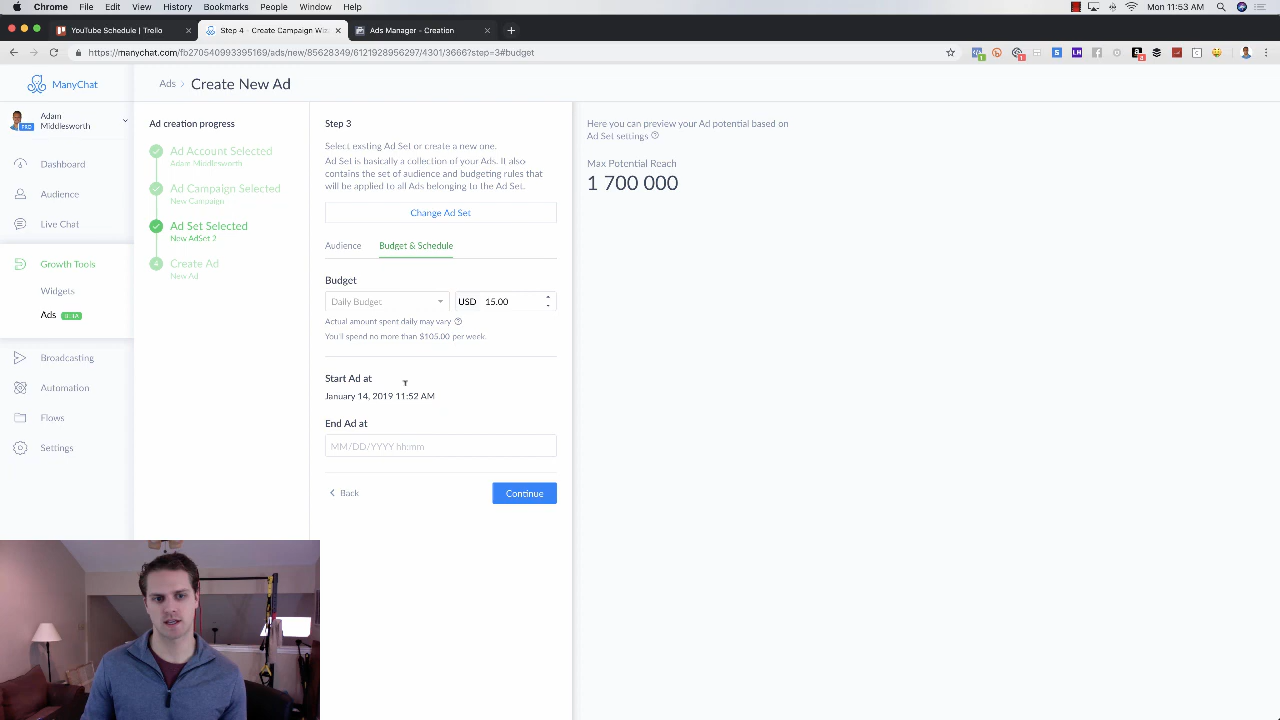 Chrome File Edit View History Bookmarks People Window Help
Mon 11:53 AM
YouTube Schedule | Trello
Step 4 - Create Campaign Wiz
Ads Manager - Creation
https://manychat.com/fb270540993395169/ads/new/85628349/6121928956297/4301/3666?step=3#budget
ManyChat
Ads
Create New Ad
Adam
Middlesworth
PRO
Dashboard
Audience
Live Chat
Growth Tools
Widgets
Ads BETA
Broadcasting
Automation
Flows
Settings
Ad creation progress
Ad Account Selected
Adam Middlesworth
Ad Campaign Selected
New Campaign
Ad Set Selected
New AdSet 2
4
Create Ad
New Ad
Step 3
Select existing Ad Set or create a new one.
Ad Set is basically a collection of your Ads. It also
contains the set of audience and budgeting rules that
will be applied to all Ads belonging to the Ad Set.
Change Ad Set
Audience
Budget & Schedule
Budget
Daily Budget
USD 15.00
Actual amount spent daily may vary
You'll spend no more than $105.00 per week.
Start Ad at
January 14, 2019 11:52 AM
End Ad at
MM/DD/YYYY hh:mm
Back
Continue
Here you can preview your Ad potential based on
Ad Set settings
Max Potential Reach
1 700 000